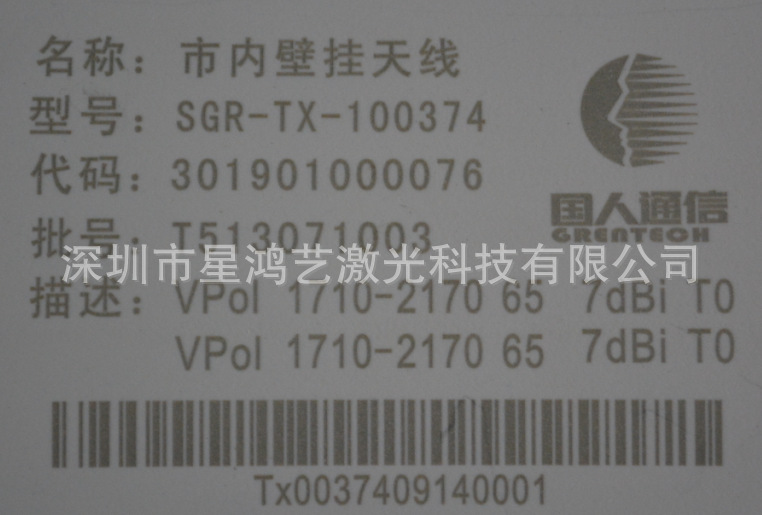 名称：市内壁挂天线
型号：SGR-TX-100374
代码：301901000076
国人通信
GRENTECH
批号：T513071003
深圳市星鸿艺激光科技有限公司
描述：VPol 1710-2170 65 7dBi T0
VPol 1710-2170 65 7dBi T0
Tx0037409140001